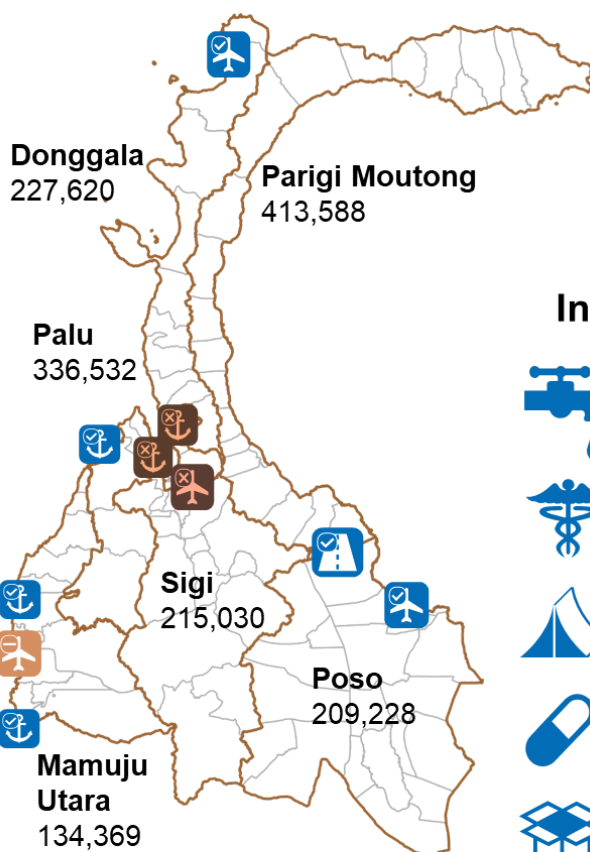 Donggala
227,620
Parigi Moutong
413,588
In
Palu
336,532
Sigi
215,030
Poso
209,228
Mamuju
Utara
134,369